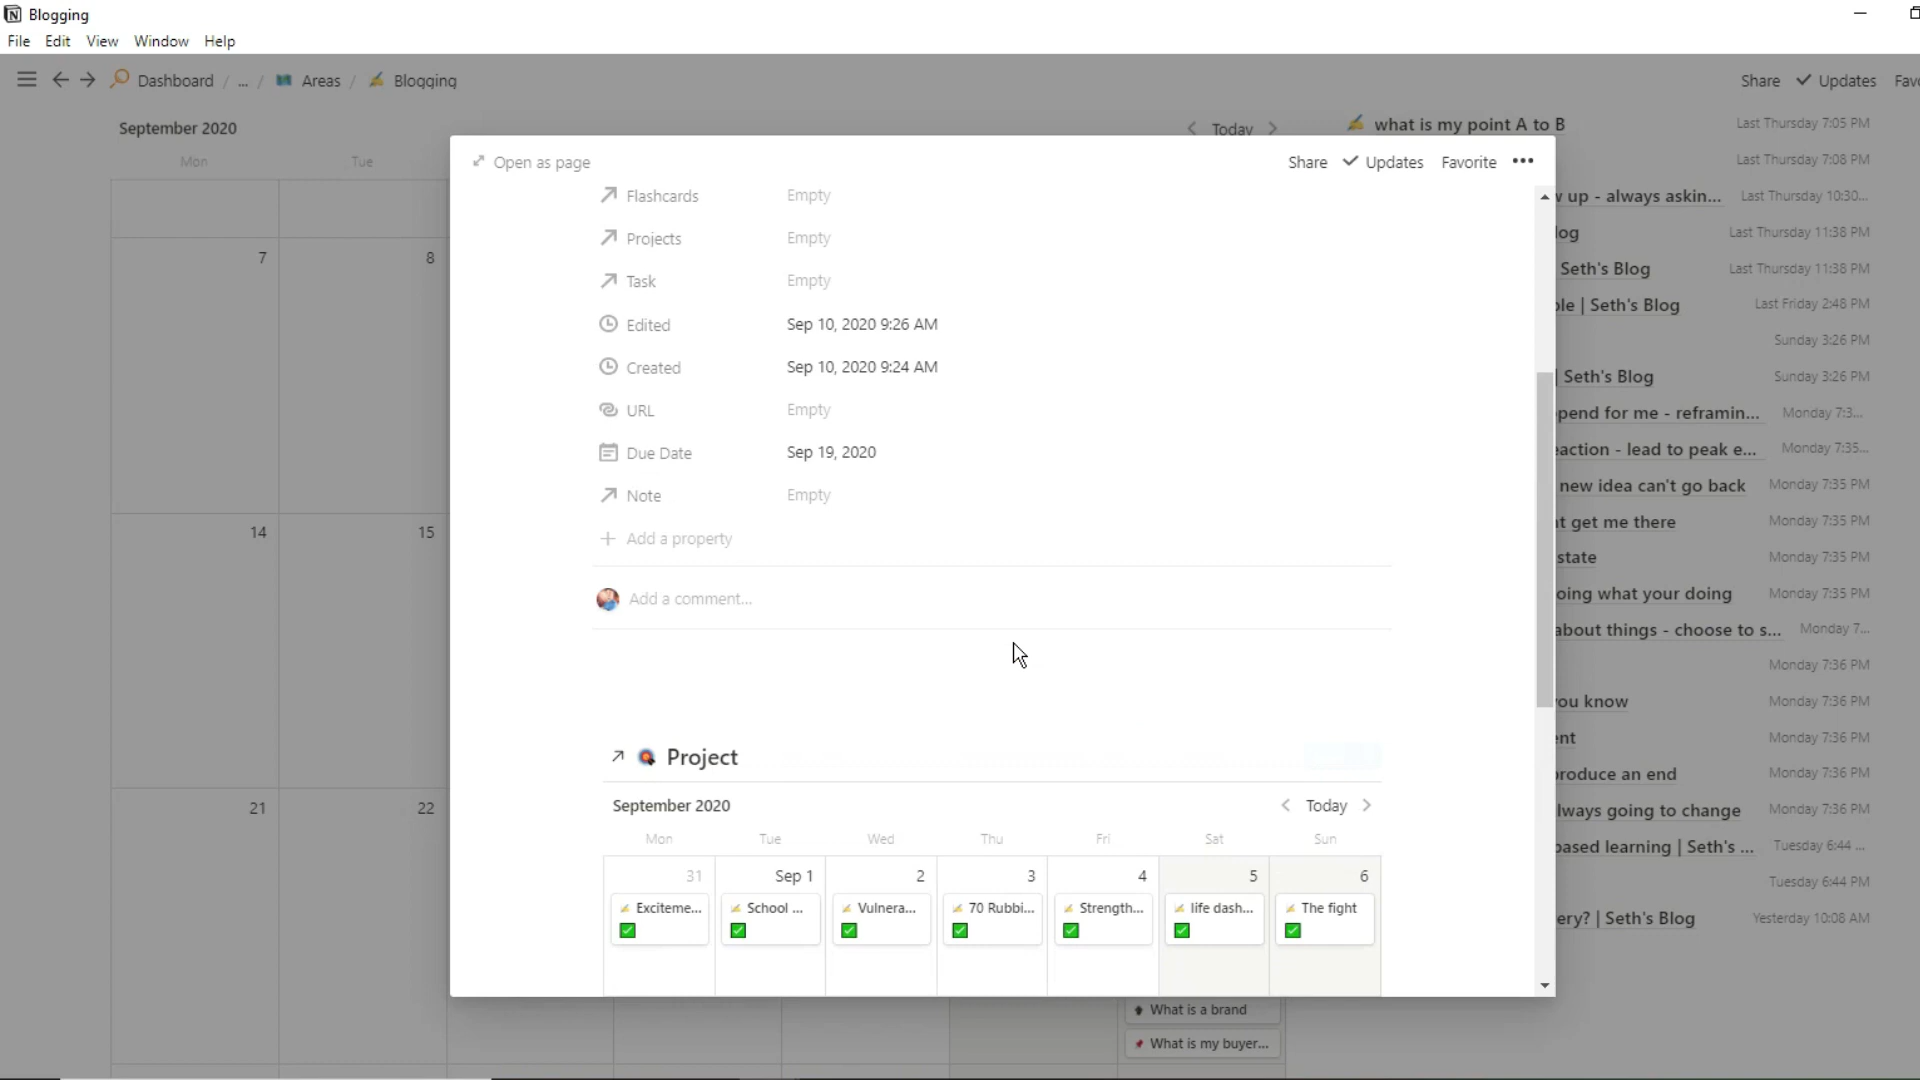 Blogging
File Edit View Window Help
Dashboard / ... / Areas / Blogging
Share Updates
September 2020
Today
Mon Tue
7 8
14 15
21 22
Open as page
Share Updates Favorite •••
Flashcards Empty
Projects Empty
Task Empty
Edited Sep 10, 2020 9:26 AM
Created Sep 10, 2020 9:24 AM
URL Empty
Due Date Sep 19, 2020
Note Empty
+ Add a property
Add a comment...
Project
September 2020
Today
Mon Tue Wed Thu Fri Sat Sun
31 Sep 1 2 3 4 5 6
Exciteme... School ... Vulnera... 70 Rubbi... Strength... life dash... The fight
What is a brand
What is my buyer...
what is my point A to B Last Thursday 7:05 PM
Last Thursday 7:08 PM
up - always askin... Last Thursday 10:30...
log Last Thursday 11:38 PM
Seth's Blog Last Thursday 11:38 PM
ple | Seth's Blog Last Friday 2:48 PM
Sunday 3:26 PM
| Seth's Blog Sunday 3:26 PM
pend for me - reframin... Monday 7:3...
action - lead to peak e... Monday 7:35...
new idea can't go back Monday 7:35 PM
t get me there Monday 7:35 PM
state Monday 7:35 PM
oing what your doing Monday 7:35 PM
about things - choose to s... Monday 7...
Monday 7:36 PM
ou know Monday 7:36 PM
nt Monday 7:36 PM
produce an end Monday 7:36 PM
lways going to change Monday 7:36 PM
based learning | Seth's ... Tuesday 6:44 ...
Tuesday 6:44 PM
ery? | Seth's Blog Yesterday 10:08 AM